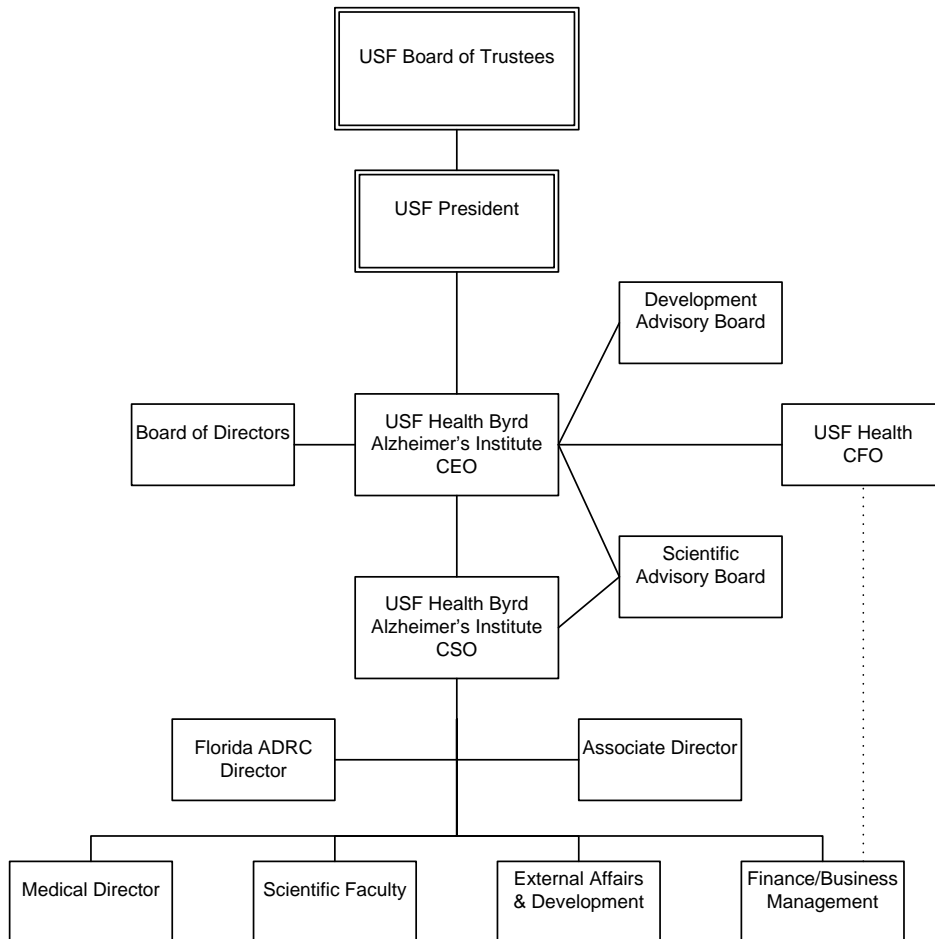 USF Board of Trustees
USF President
Development
Advisory Board
Board of Directors
USF Health Byrd
Alzheimer's Institute
CEO
USF Health
CFO
Scientific
Advisory Board
USF Health Byrd
Alzheimer's Institute
CSO
Florida ADRC
Director
Associate Director
Medical Director
Scientific Faculty
External Affairs
& Development
Finance/Business
Management